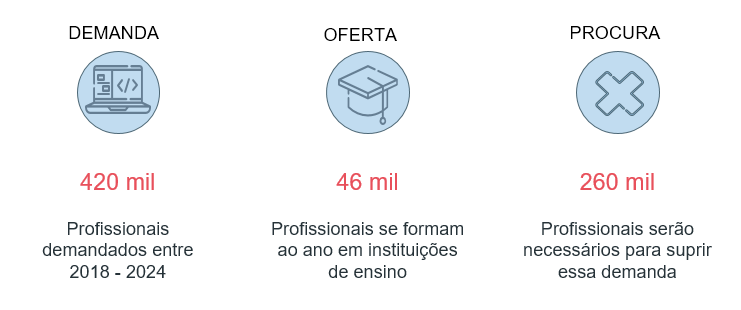 DEMANDA
OFERTA
PROCURA
420 mil
46 mil
260 mil
Profissionais
demandados entre
2018 - 2024
Profissionais se formam
ao ano em instituições
de ensino
Profissionais serão
necessários para suprir
essa demanda